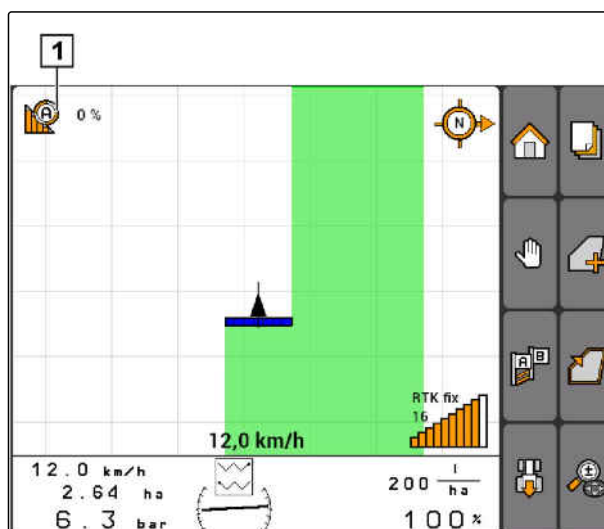 1
A 0 %
N
A B
RTK fix
16
12,0 km/h
12.0 km/h
2.64 ha
6.3 bar
200 l/ha
100 %